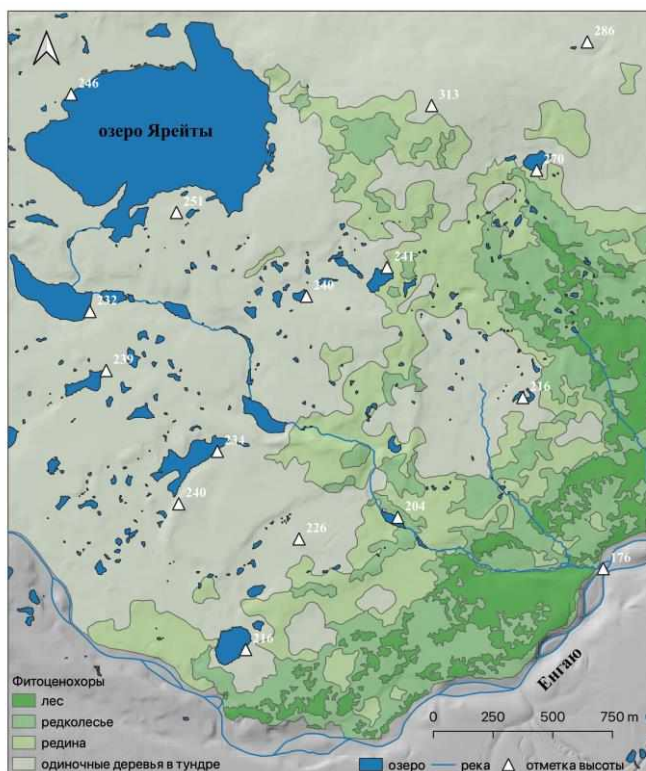 286
246
313
озеро Ярейты
270
251
241
240
232
239
216
234
240
204
226
176
216
Енгаю
Фитоценохоры
лес
редколесье
редина
одиночные деревья в тундре
0 250 500 750 m
озеро река отметка высоты